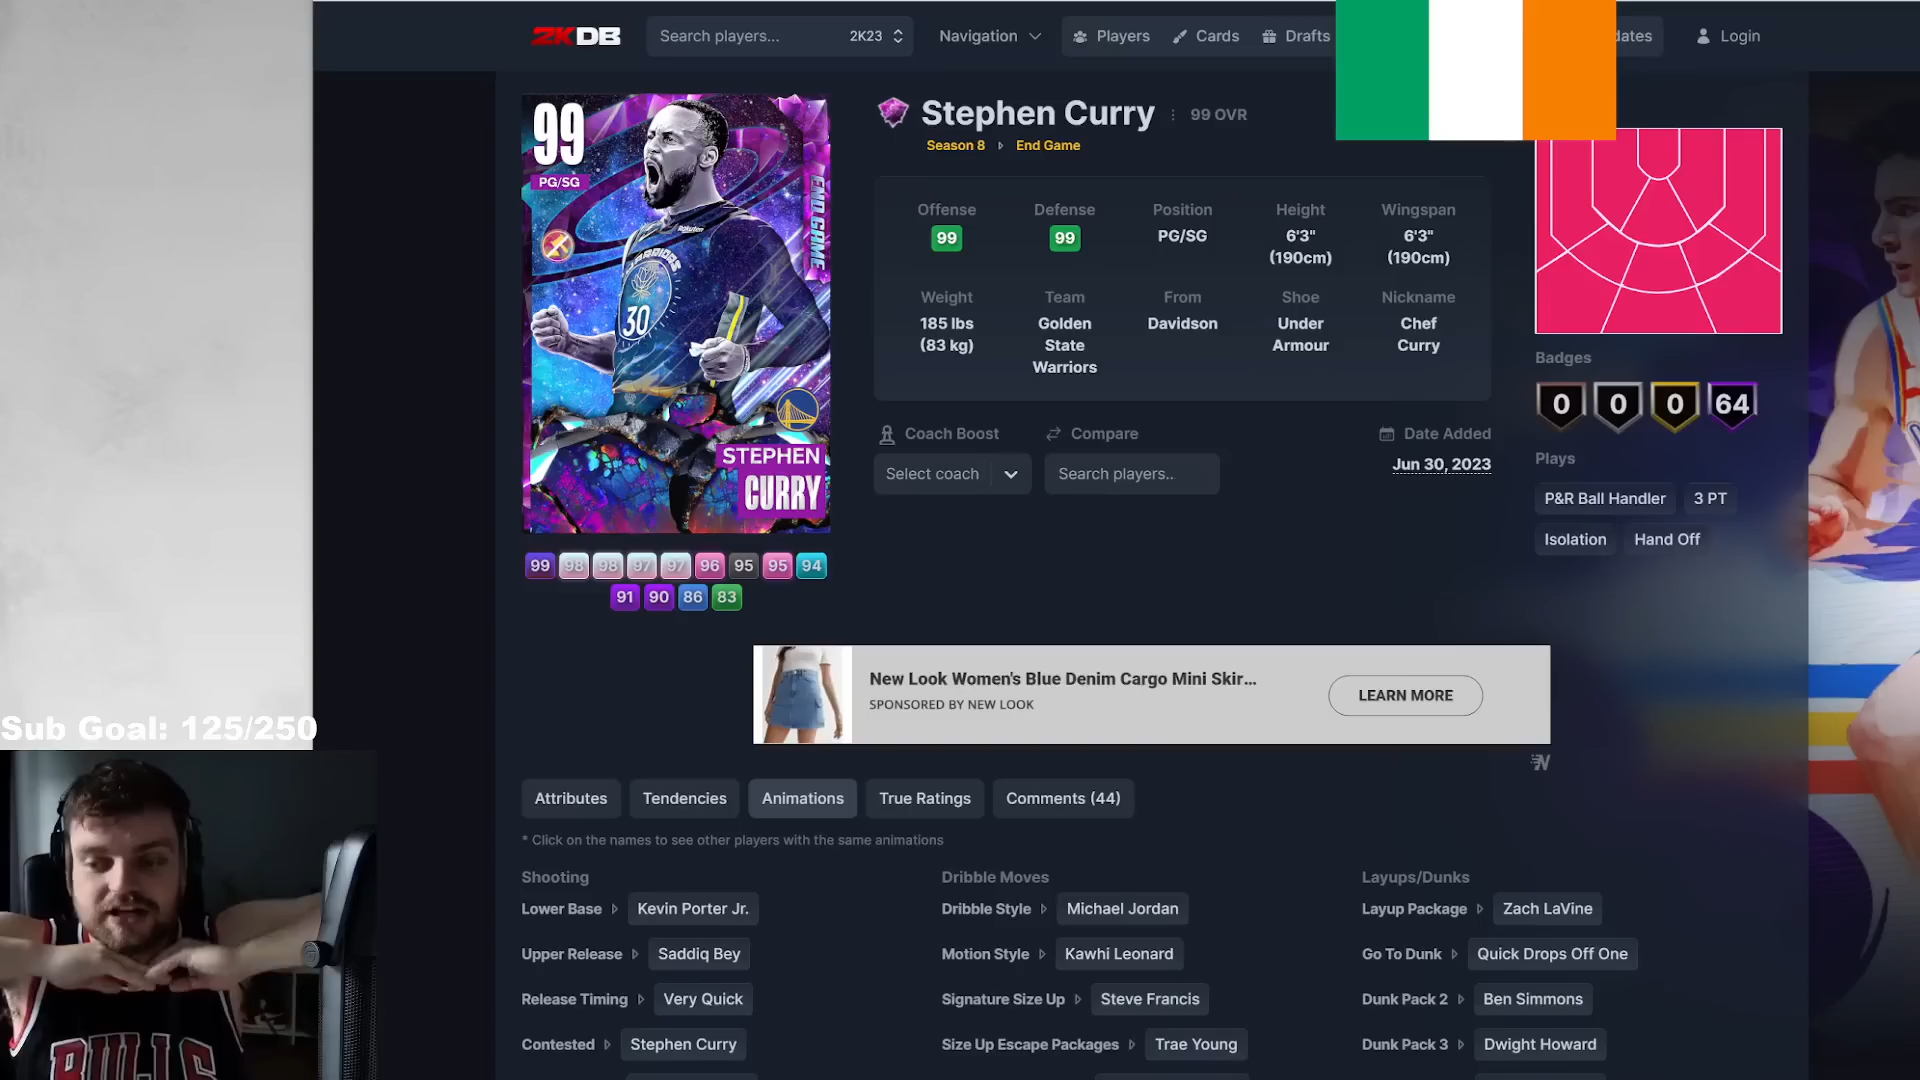 2KDB
Search players...
2K23
Navigation
Players
Cards
Drafts
dates
Login
99
PG/SG
END GAME
Rakuten
WARRIORS
30
STEPHEN
CURRY
99 98 98 97 97 96 95 95 94
91 90 86 83
Stephen Curry
99 OVR
Season 8
End Game
Offense
99
Defense
99
Position
PG/SG
Height
6'3"
(190cm)
Wingspan
6'3"
(190cm)
Weight
185 lbs
(83 kg)
Team
Golden
State
Warriors
From
Davidson
Shoe
Under
Armour
Nickname
Chef
Curry
Coach Boost
Select coach
Compare
Search players..
Date Added
Jun 30, 2023
Badges
0 0 0 64
Plays
P&R Ball Handler
3 PT
Isolation
Hand Off
New Look Women's Blue Denim Cargo Mini Skir...
SPONSORED BY NEW LOOK
LEARN MORE
N
Sub Goal: 125/250
BULLS
Attributes
Tendencies
Animations
True Ratings
Comments (44)
* Click on the names to see other players with the same animations
Shooting
Lower Base
Kevin Porter Jr.
Upper Release
Saddiq Bey
Release Timing
Very Quick
Contested
Stephen Curry
Dribble Moves
Dribble Style
Michael Jordan
Motion Style
Kawhi Leonard
Signature Size Up
Steve Francis
Size Up Escape Packages
Trae Young
Layups/Dunks
Layup Package
Zach LaVine
Go To Dunk
Quick Drops Off One
Dunk Pack 2
Ben Simmons
Dunk Pack 3
Dwight Howard